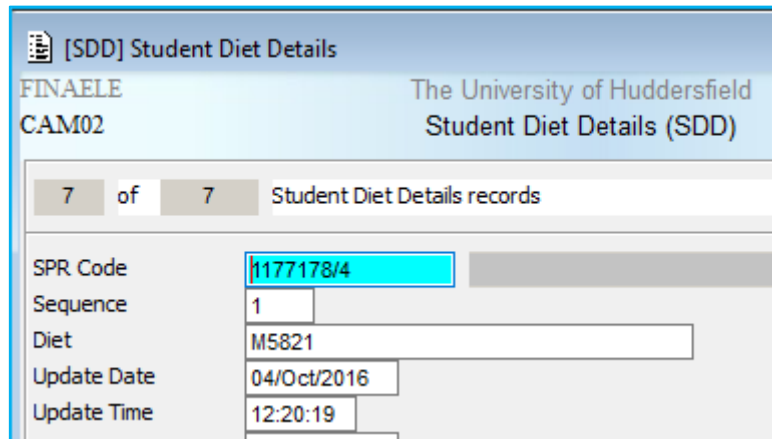 [SDD] Student Diet Details
FINAELE The University of Huddersfield
CAM02 Student Diet Details (SDD)
7 of 7 Student Diet Details records
SPR Code 1177178/4
Sequence 1
Diet M5821
Update Date 04/Oct/2016
Update Time 12:20:19